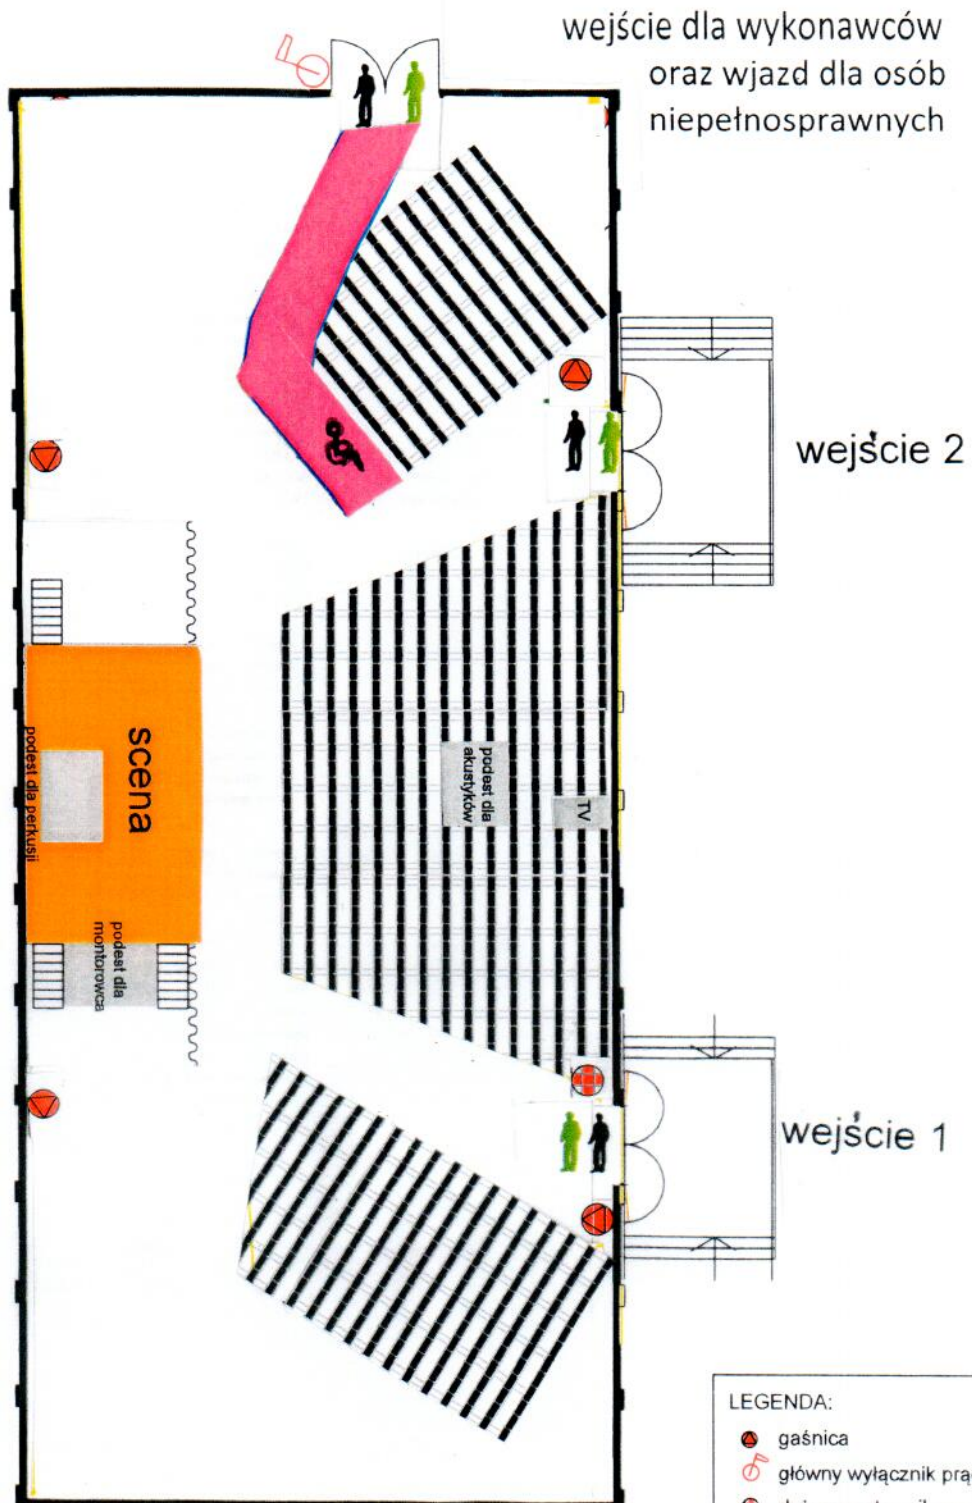 wejście dla wykonawców
oraz wjazd dla osób
niepełnosprawnych
wejście 2
scena
podest dla perkusji
podest dla
akustyków
TV
podest dla
montorowca
wejście 1
LEGENDA:
gaśnica
główny wyłącznik